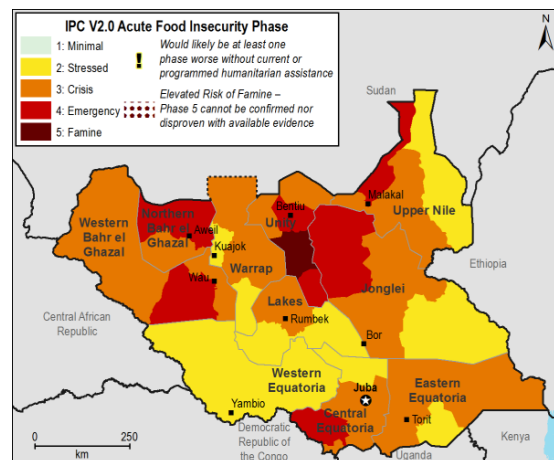 IPC V2.0 Acute Food Insecurity Phase
1: Minimal
2: Stressed
3: Crisis
4: Emergency
5: Famine
!
Would likely be at least one
phase worse without current or
programmed humanitarian
assistance
Elevated Risk of Famine –
Phase 5 cannot be confirmed nor
disproven with available evidence
Sudan
Malakal
Bentiu
Unity
Upper Nile
Northern
Bahr el
Ghazal
Aweil
Western
Bahr el
Ghazal
Kuajok
Warrap
Ethiopia
Wau
Jonglei
Lakes
Rumbek
Central African
Republic
Bor
Western
Equatoria
Juba
Eastern
Equatoria
Yambio
Central
Equatoria
Torit
Democratic
Republic of
the Congo
Uganda
Kenya
0
250
km